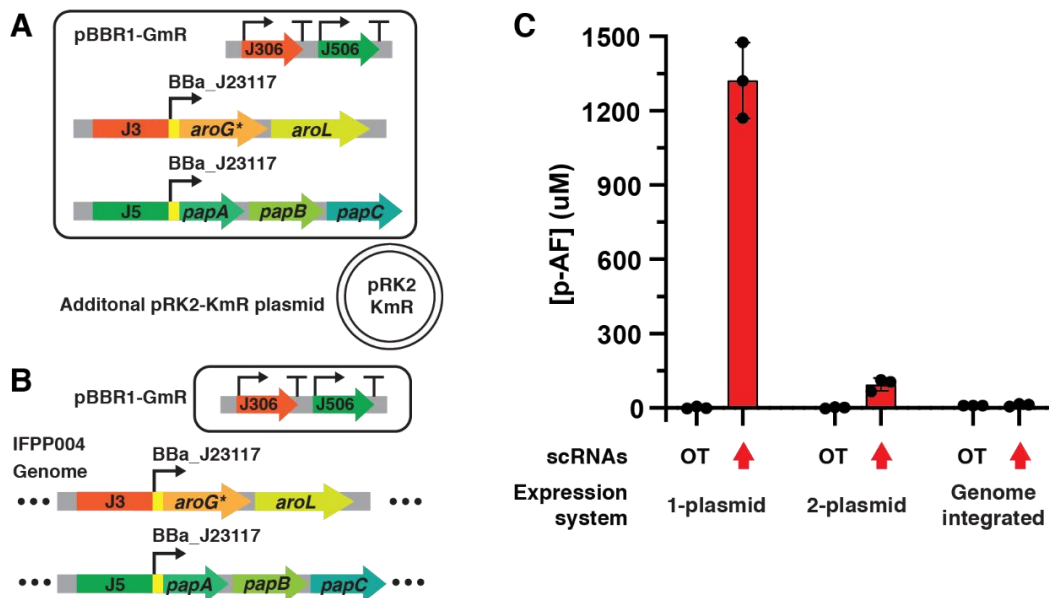 A
pBBR1-GmR
J306 J506
BBa_J23117
J3 aroG* aroL
BBa_J23117
J5 papA papB papC
Additonal pRK2-KmR plasmid
pRK2
KmR
B
pBBR1-GmR
J306 J506
IFPP004
Genome
BBa_J23117
J3 aroG* aroL
BBa_J23117
J5 papA papB papC
C
[p-AF] (uM)
1500
1200
900
600
300
0
scRNAs OT OT OT
Expression
system
1-plasmid
2-plasmid
Genome
integrated